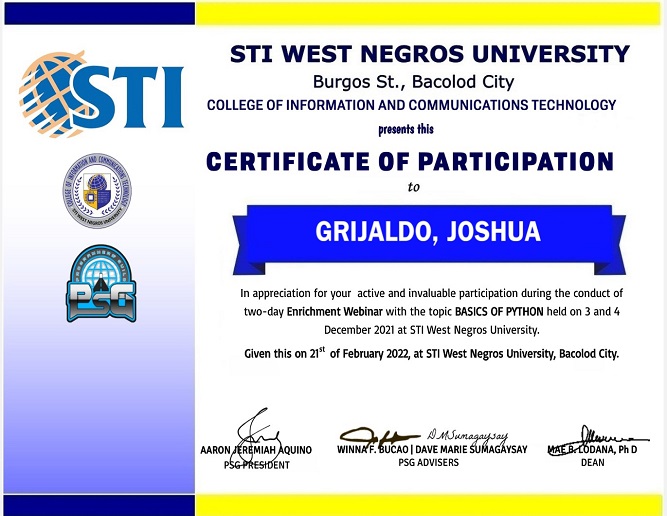 STI
STI WEST NEGROS UNIVERSITY
Burgos St., Bacolod City
COLLEGE OF INFORMATION AND COMMUNICATIONS TECHNOLOGY
presents this
CERTIFICATE OF PARTICIPATION
to
GRIJALDO, JOSHUA
COLLEGE OF INFORMATION AND COMMUNICATIONS TECHNOLOGY
STI WEST NEGROS UNIVERSITY
PSG
In appreciation for your active and invaluable participation during the conduct of
two-day Enrichment Webinar with the topic BASICS OF PYTHON held on 3 and 4
December 2021 at STI West Negros University.
Given this on 21st of February 2022, at STI West Negros University, Bacolod City.
DMSumagaysay
AARON JEREMIAH AQUINO
PSG PRESIDENT
WINNA F. BUCAO | DAVE MARIE SUMAGAYSAY
PSG ADVISERS
MAE B. LODANA, Ph D
DEAN